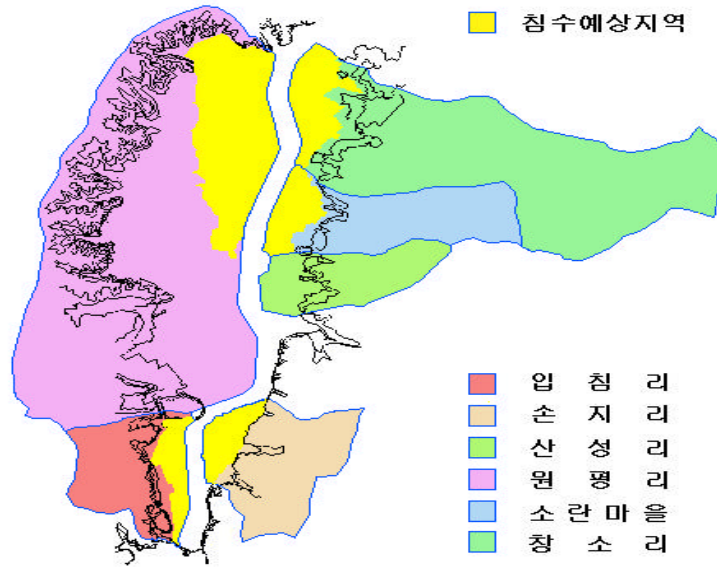 침수예상지역
입 침 리
손 지 리
산 성 리
원 평 리
소 란 마 을
창 소 리